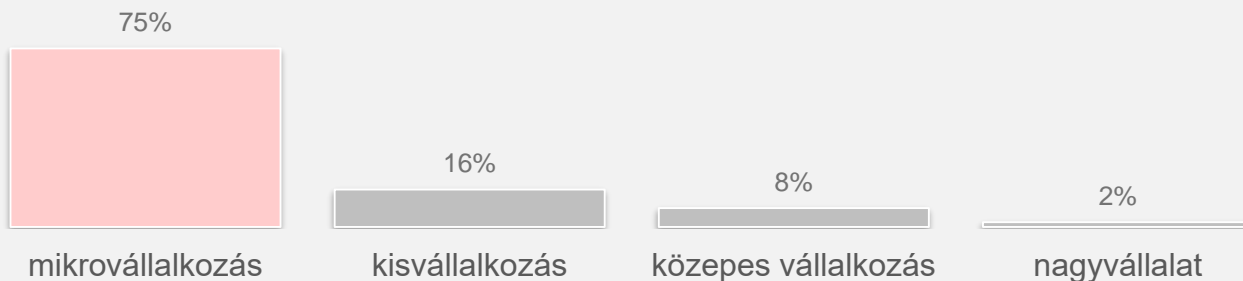 75%
16%
8%
2%
mikrovállalkozás
kisvállalkozás
közepes vállalkozás
nagyvállalat